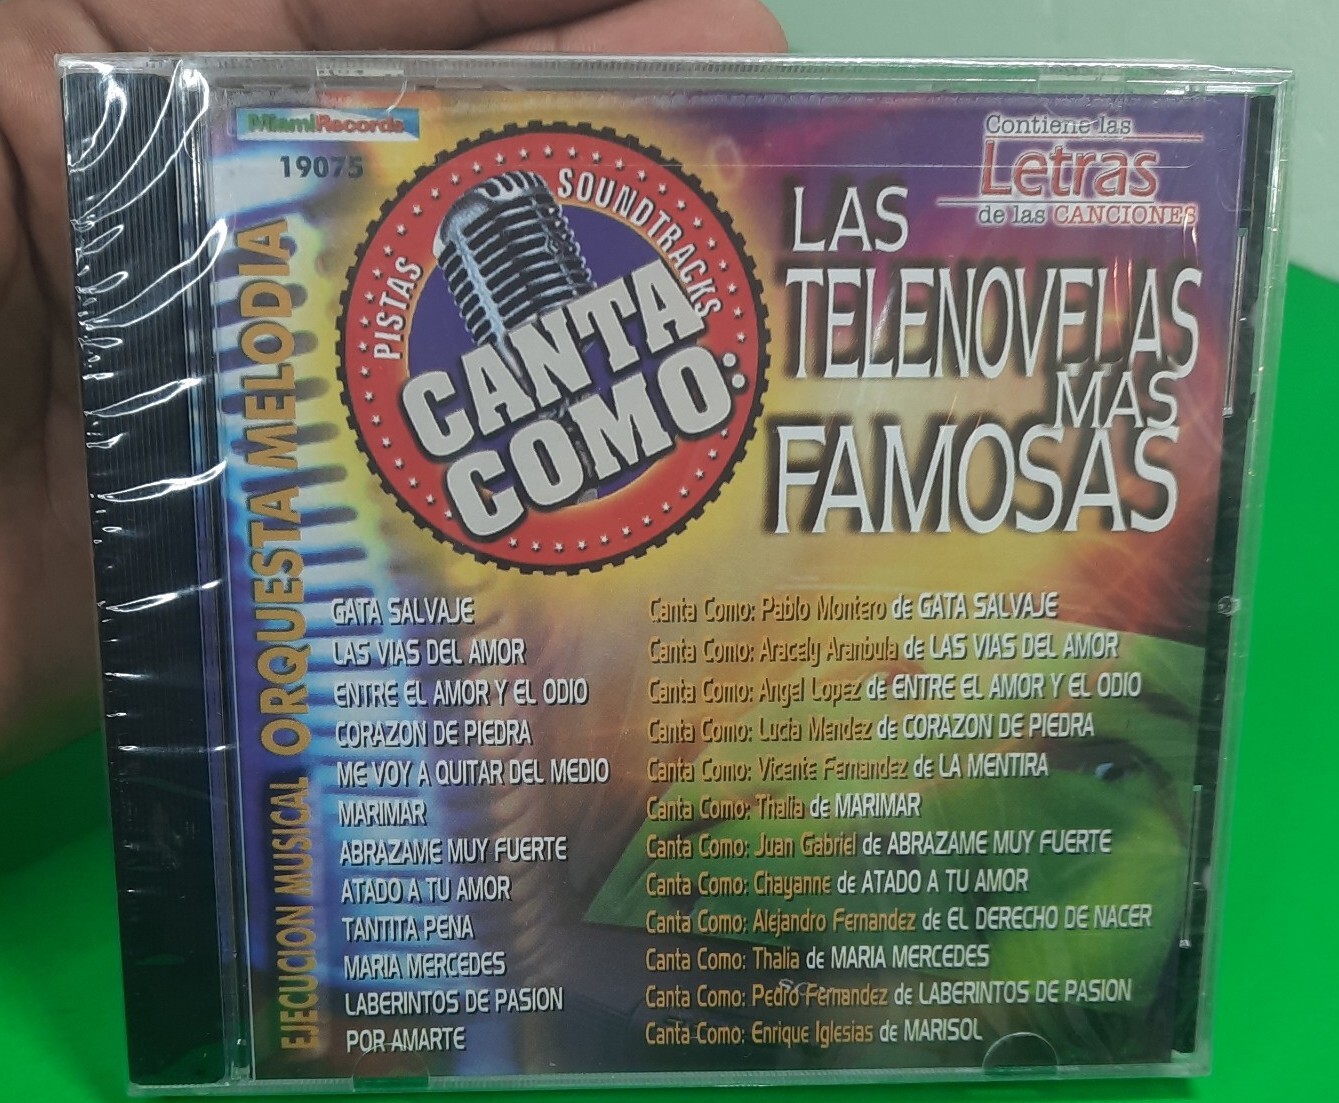 MiamiRecords
19075
EJECUCION MUSICAL ORQUESTA MELODIA
PISTAS SOUNDTRACKS
CANTA
COMO:
Contiene las
Letras
de las CANCIONES
LAS
TELENOVELAS
MAS
FAMOSAS
GATA SALVAJE Canta Como: Pablo Montero de GATA SALVAJE
LAS VIAS DEL AMOR Canta Como: Aracely Arambula de LAS VIAS DEL AMOR
ENTRE EL AMOR Y EL ODIO Canta Como: Angel Lopez de ENTRE EL AMOR Y EL ODIO
CORAZON DE PIEDRA Canta Como: Lucia Mendez de CORAZON DE PIEDRA
ME VOY A QUITAR DEL MEDIO Canta Como: Vicente Fernandez de LA MENTIRA
MARIMAR Canta Como: Thalia de MARIMAR
ABRAZAME MUY FUERTE Canta Como: Juan Gabriel de ABRAZAME MUY FUERTE
ATADO A TU AMOR Canta Como: Chayanne de ATADO A TU AMOR
TANTITA PENA Canta Como: Alejandro Fernandez de EL DERECHO DE NACER
MARIA MERCEDES Canta Como: Thalia de MARIA MERCEDES
LABERINTOS DE PASION Canta Como: Pedro Fernandez de LABERINTOS DE PASION
POR AMARTE Canta Como: Enrique Iglesias de MARISOL